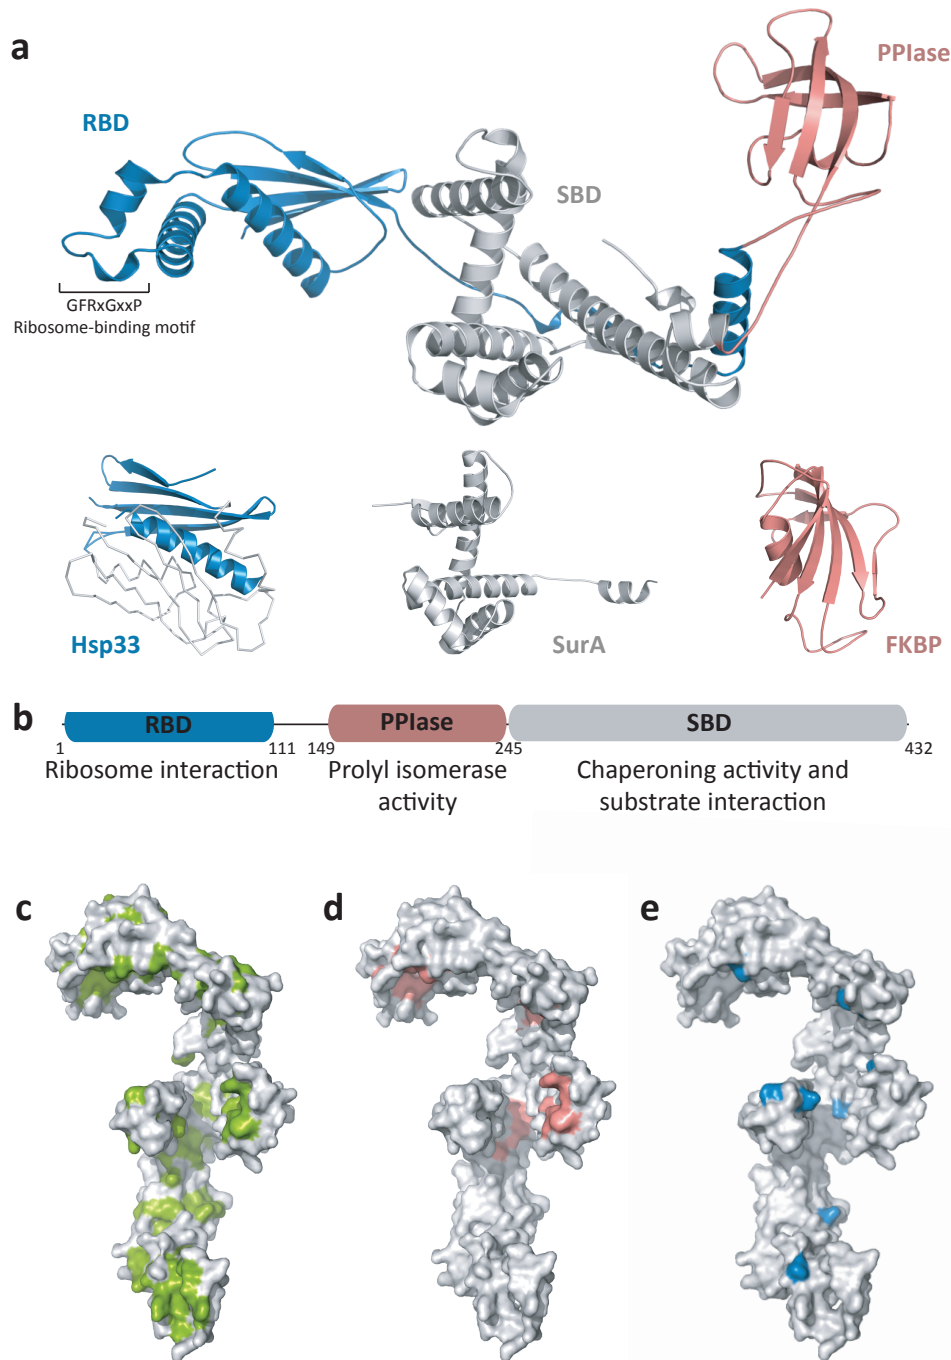 a
PPIase
RBD
SBD
GFRxGxxP
Ribosome-binding motif
Hsp33
SurA
FKBP
b
RBD
PPIase
SBD
1
111
149
245
432
Ribosome interaction
Prolyl isomerase
activity
Chaperoning activity and
substrate interaction
c
d
e